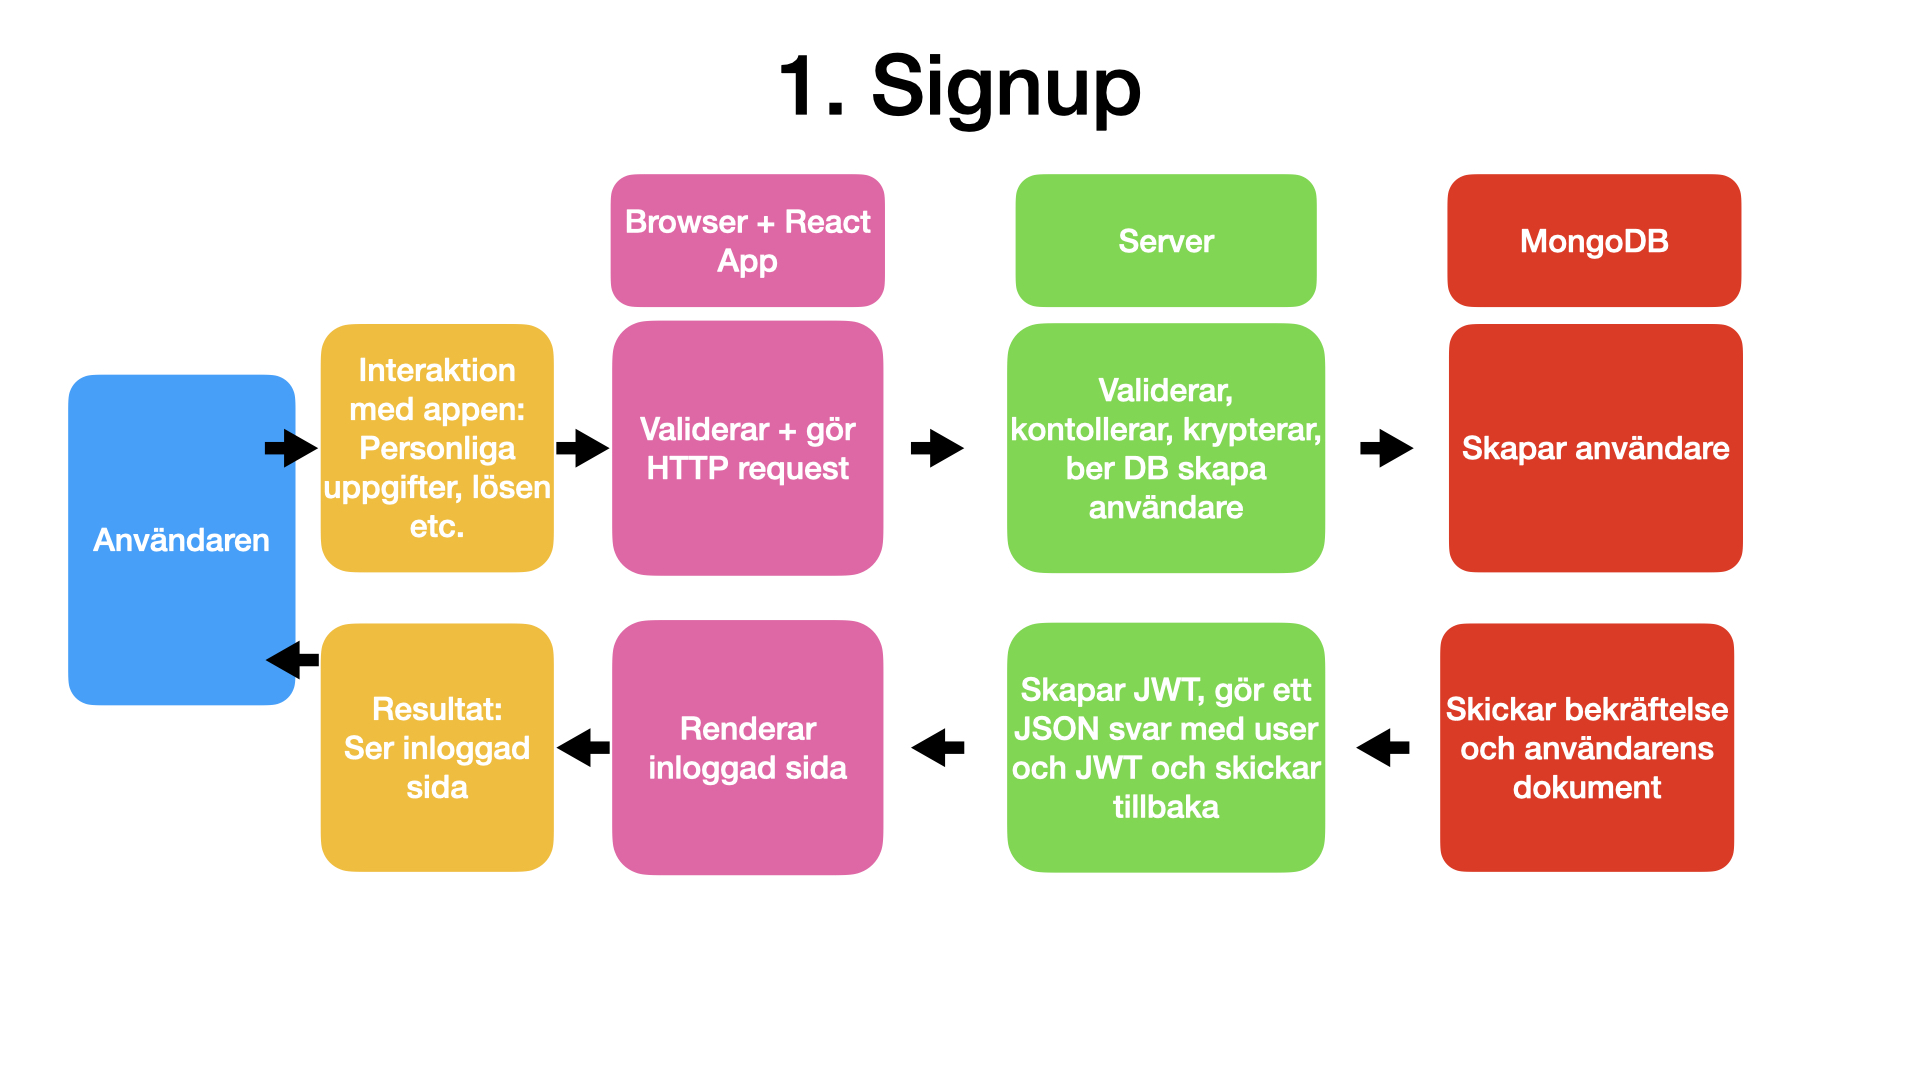 1. Signup
Browser + React
App
Server
MongoDB
Användaren
Interaktion
med appen:
Personliga
uppgifter, lösen
etc.
Validerar + gör
HTTP request
Validerar,
kontollerar, krypterar,
ber DB skapa
användare
Skapar användare
Resultat:
Ser inloggad
sida
Renderar
inloggad sida
Skapar JWT, gör ett
JSON svar med user
och JWT och skickar
tillbaka
Skickar bekräftelse
och användarens
dokument